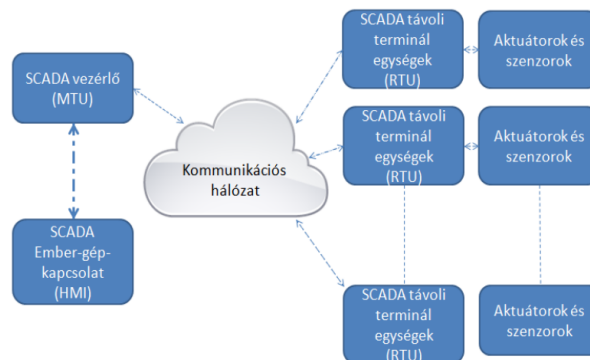 SCADA vezérlő
(MTU)
SCADA
Ember-gép-
kapcsolat
(HMI)
Kommunikációs
hálózat
SCADA távoli
terminál
egységek
(RTU)
Aktuátorok és
szenzorok
SCADA távoli
terminál
egységek
(RTU)
Aktuátorok és
szenzorok
SCADA távoli
terminál
egységek
(RTU)
Aktuátorok és
szenzorok